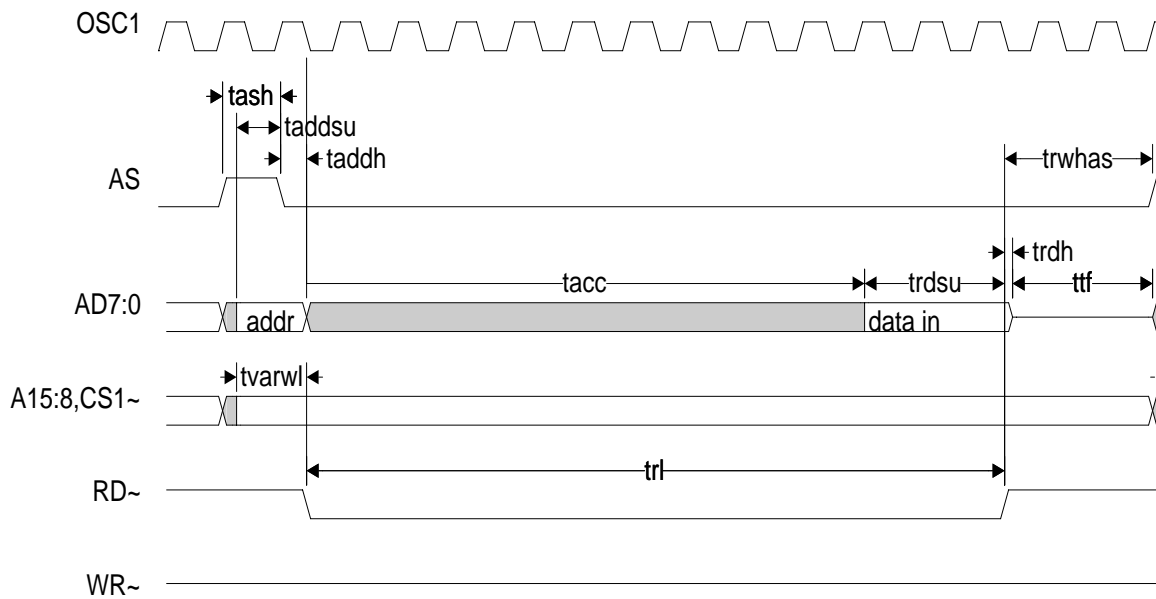 OSC1
tash
taddsu
taddh
trwhas
AS
trdh
tacc
trdsu
ttf
AD7:0
addr
data in
tvarwl
A15:8,CS1~
trl
RD~
WR~